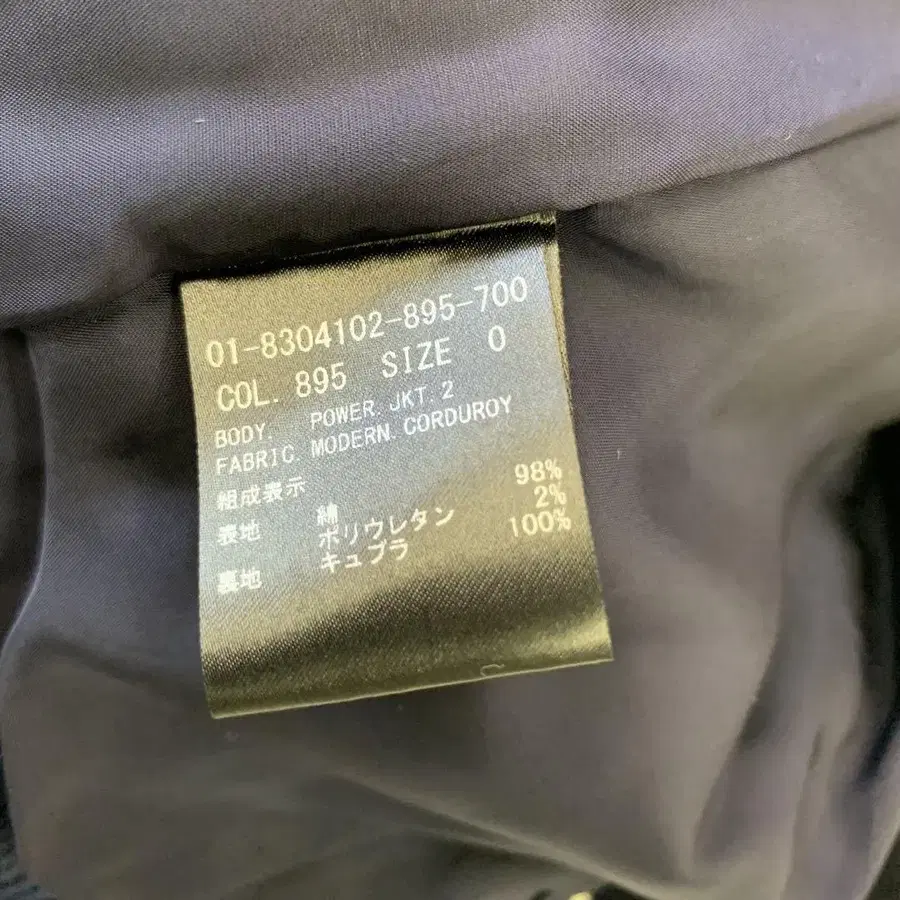 01-8304102-895-700
COL. 895 SIZE 0
BODY. POWER. JKT. 2
FABRIC. MODERN. CORDUROY
組成表示
表地 綿 98%
ポリウレタン 2%
裏地 キュプラ 100%